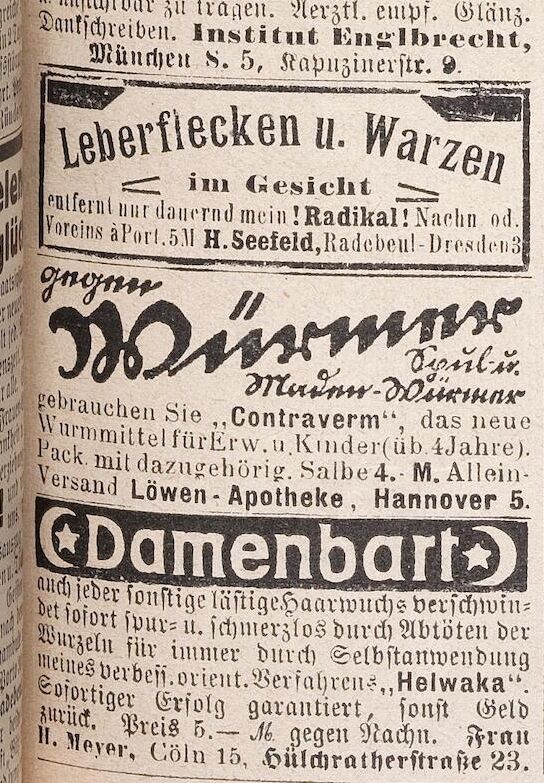 u. unsichtbar zu tragen. Aerztl. empf. Glänz.
Dankschreiben. Institut Englbrecht,
München S. 5, Kapuzinerstr. 9.
Leberflecken u. Warzen
im Gesicht
entfernt nur dauernd mein !Radikal! Nachn od.
Voreins à Port. 5 M H. Seefeld, Radebeul-Dresden 3
gegen
Würmer
Spul- u.
Maden-Würmer
gebrauchen Sie „Contraverm“, das neue
Wurmmittel für Erw. u. Kinder (üb. 4 Jahre).
Pack. mit dazugehörig. Salbe 4.- M. Allein-
Versand Löwen-Apotheke, Hannover 5.
Damenbart
auch jeder sonstige lästige Haarwuchs verschwin-
det sofort spur- u. schmerzlos durch Abtöten der
Wurzeln für immer durch Selbstanwendung
meines verbess. orient. Verfahrens „Helwaka“.
Sofortiger Erfolg garantiert, sonst Geld
zurück. Preis 5.— M. gegen Nachn. Frau
H. Meyer, Cöln 15, Hülchratherstraße 23.